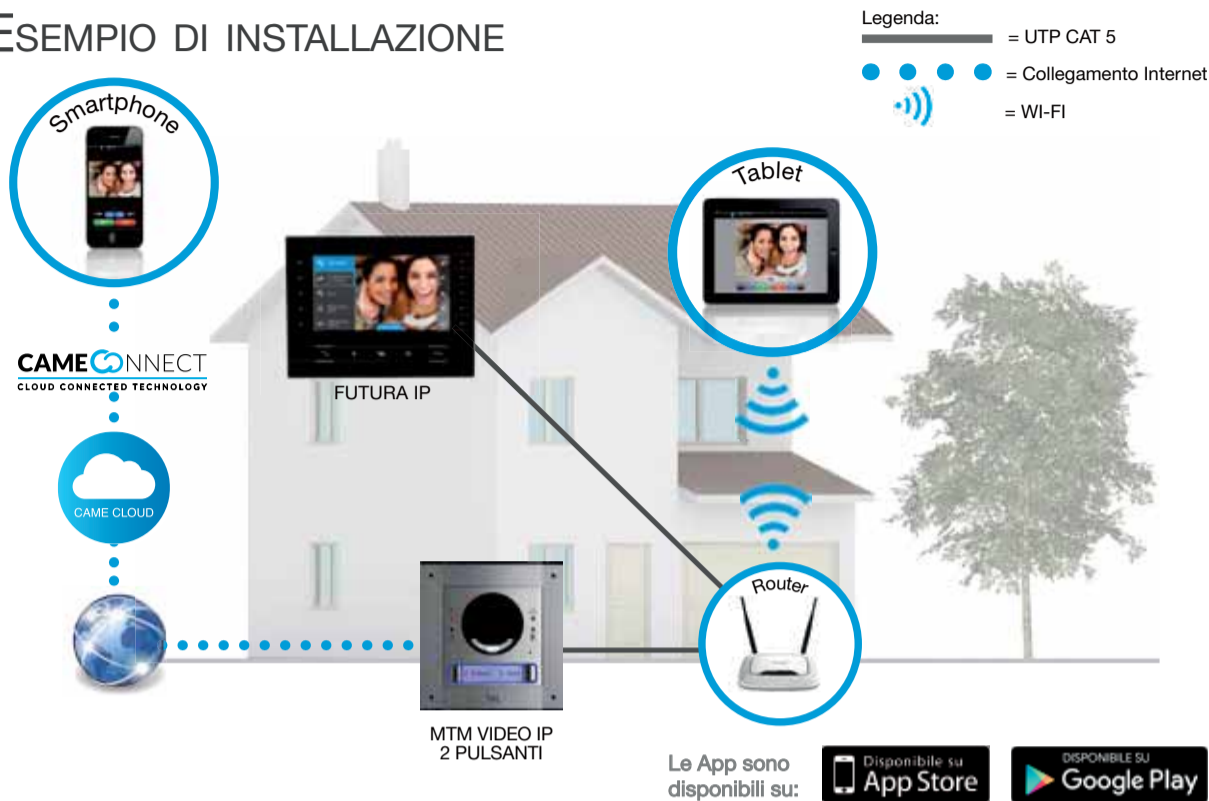 ESEMPIO DI INSTALLAZIONE
Legenda:
= UTP CAT 5
= Collegamento Internet
= WI-FI
Smartphone
Tablet
CAMECONNECT
CLOUD CONNECTED TECHNOLOGY
FUTURA IP
CAME CLOUD
Router
MTM VIDEO IP
2 PULSANTI
Le App sono
disponibili su:
Disponibile su
App Store
DISPONIBILE SU
Google Play